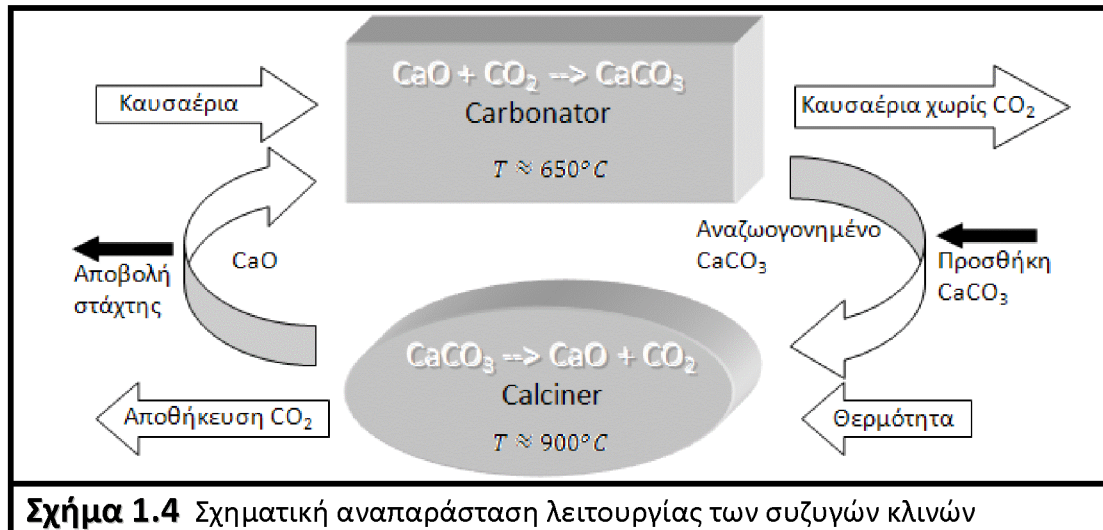 CaO + CO₂ --> CaCO₃
Carbonator
T ≈ 650°C
Καυσαέρια
Καυσαέρια χωρίς CO₂
Αποβολή
στάχτης
CaO
Αναζωογονημένο
CaCO₃
Προσθήκη
CaCO₃
CaCO₃ --> CaO + CO₂
Calciner
T ≈ 900°C
Αποθήκευση CO₂
Θερμότητα
Σχήμα 1.4 Σχηματική αναπαράσταση λειτουργίας των συζυγών κλινών